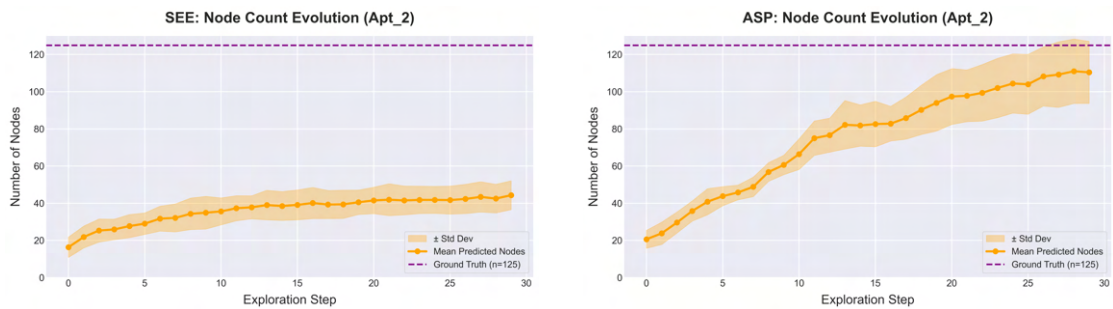 SEE: Node Count Evolution (Apt_2)
Number of Nodes
120
100
80
60
40
20
0
0 5 10 15 20 25 30
Exploration Step
± Std Dev
Mean Predicted Nodes
Ground Truth (n=125)
ASP: Node Count Evolution (Apt_2)
Number of Nodes
120
100
80
60
40
20
0
0 5 10 15 20 25 30
Exploration Step
± Std Dev
Mean Predicted Nodes
Ground Truth (n=125)